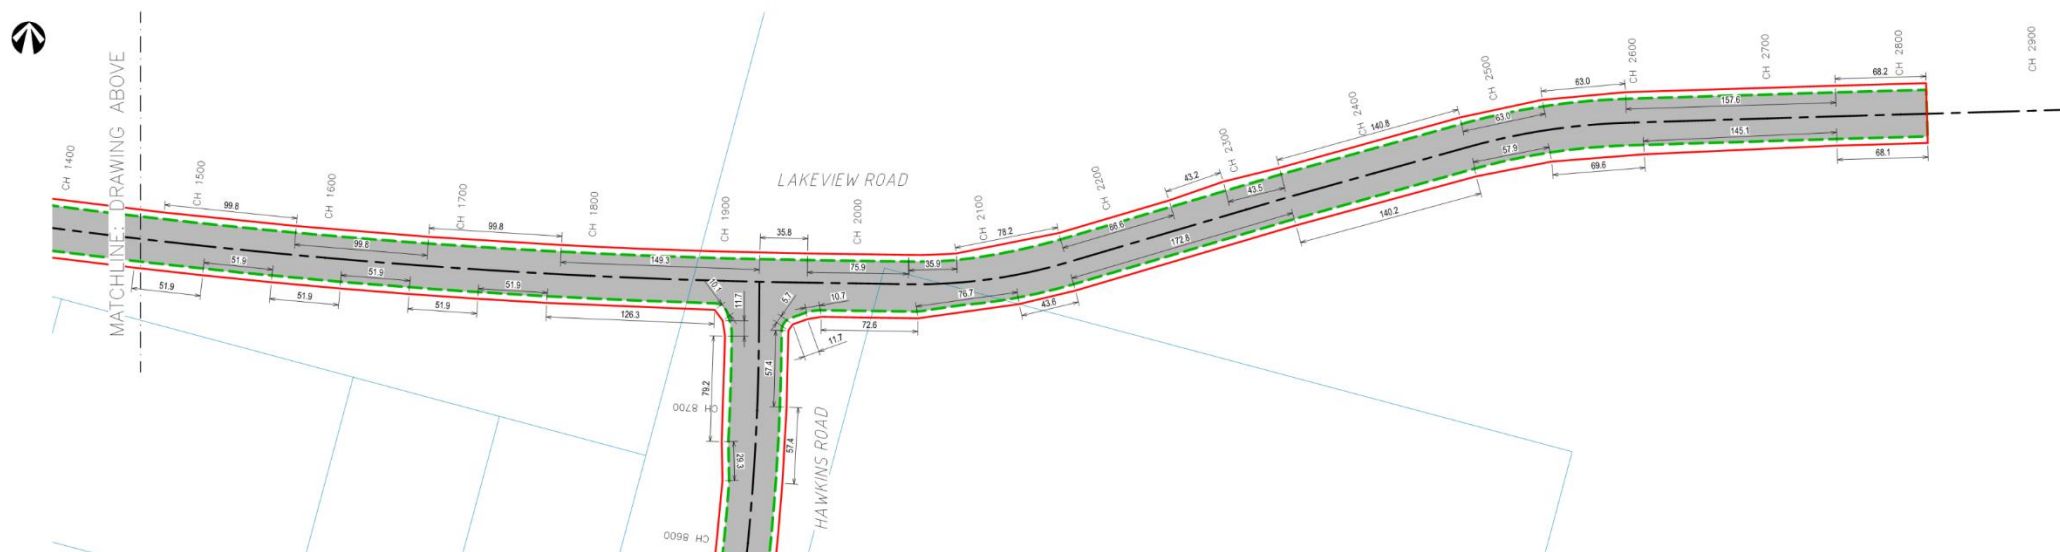 MATCHLINE: DRAWING ABOVE
CH 1400
CH 1500
CH 1600
CH 1700
CH 1800
CH 1900
CH 2000
CH 2100
CH 2200
CH 2300
CH 2400
CH 2500
CH 2600
CH 2700
CH 2800
CH 2900
LAKEVIEW ROAD
99.8
99.8
35.8
78.2
43.2
140.8
63.0
68.2
99.8
149.3
75.9
35.9
86.6
43.5
63.0
157.6
51.9
51.9
51.9
10.1
11.7
5.7
10.7
76.7
172.8
57.9
145.1
51.9
51.9
51.9
126.3
72.6
11.7
43.6
140.2
69.6
68.1
79.2
57.4
CH 8700
57.4
29.3
HAWKINS ROAD
CH 8600